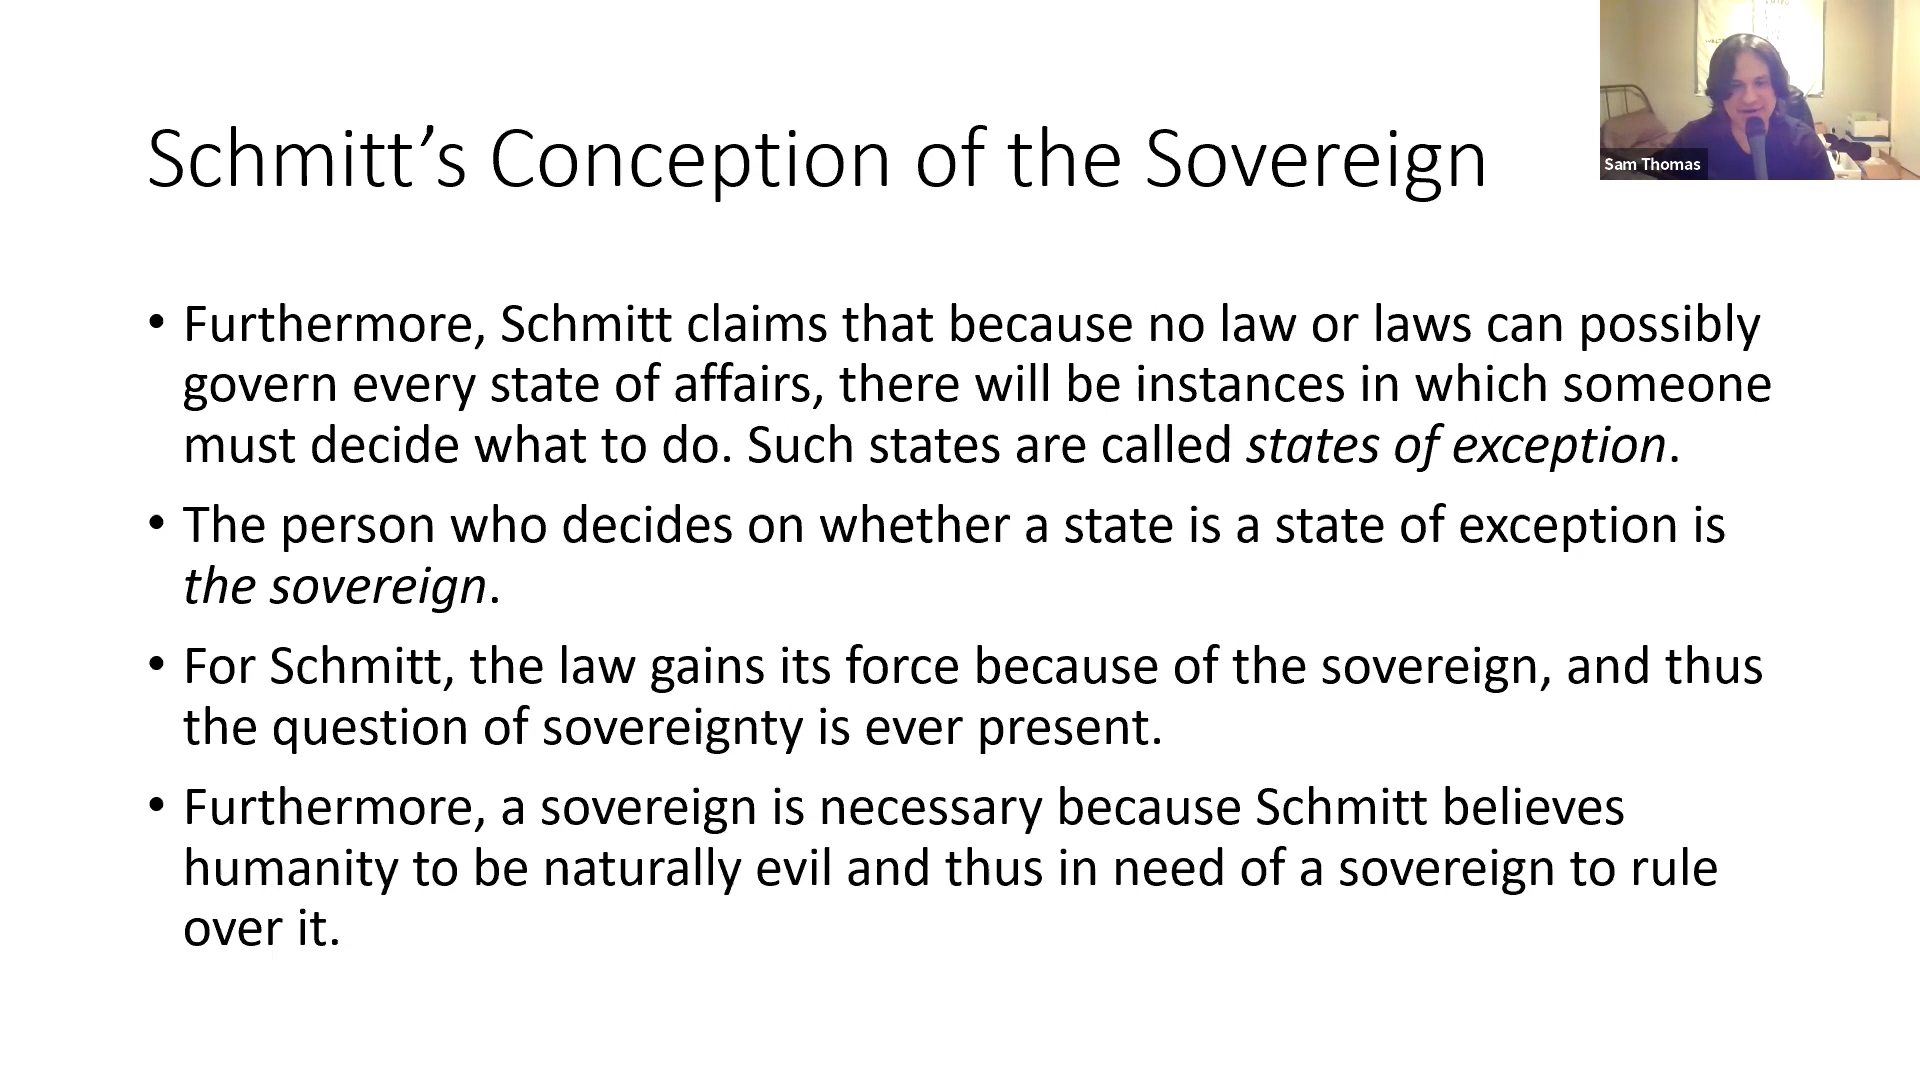 Schmitt’s Conception of the Sovereign
Sam Thomas
• Furthermore, Schmitt claims that because no law or laws can possibly
govern every state of affairs, there will be instances in which someone
must decide what to do. Such states are called states of exception.
• The person who decides on whether a state is a state of exception is
the sovereign.
• For Schmitt, the law gains its force because of the sovereign, and thus
the question of sovereignty is ever present.
• Furthermore, a sovereign is necessary because Schmitt believes
humanity to be naturally evil and thus in need of a sovereign to rule
over it.